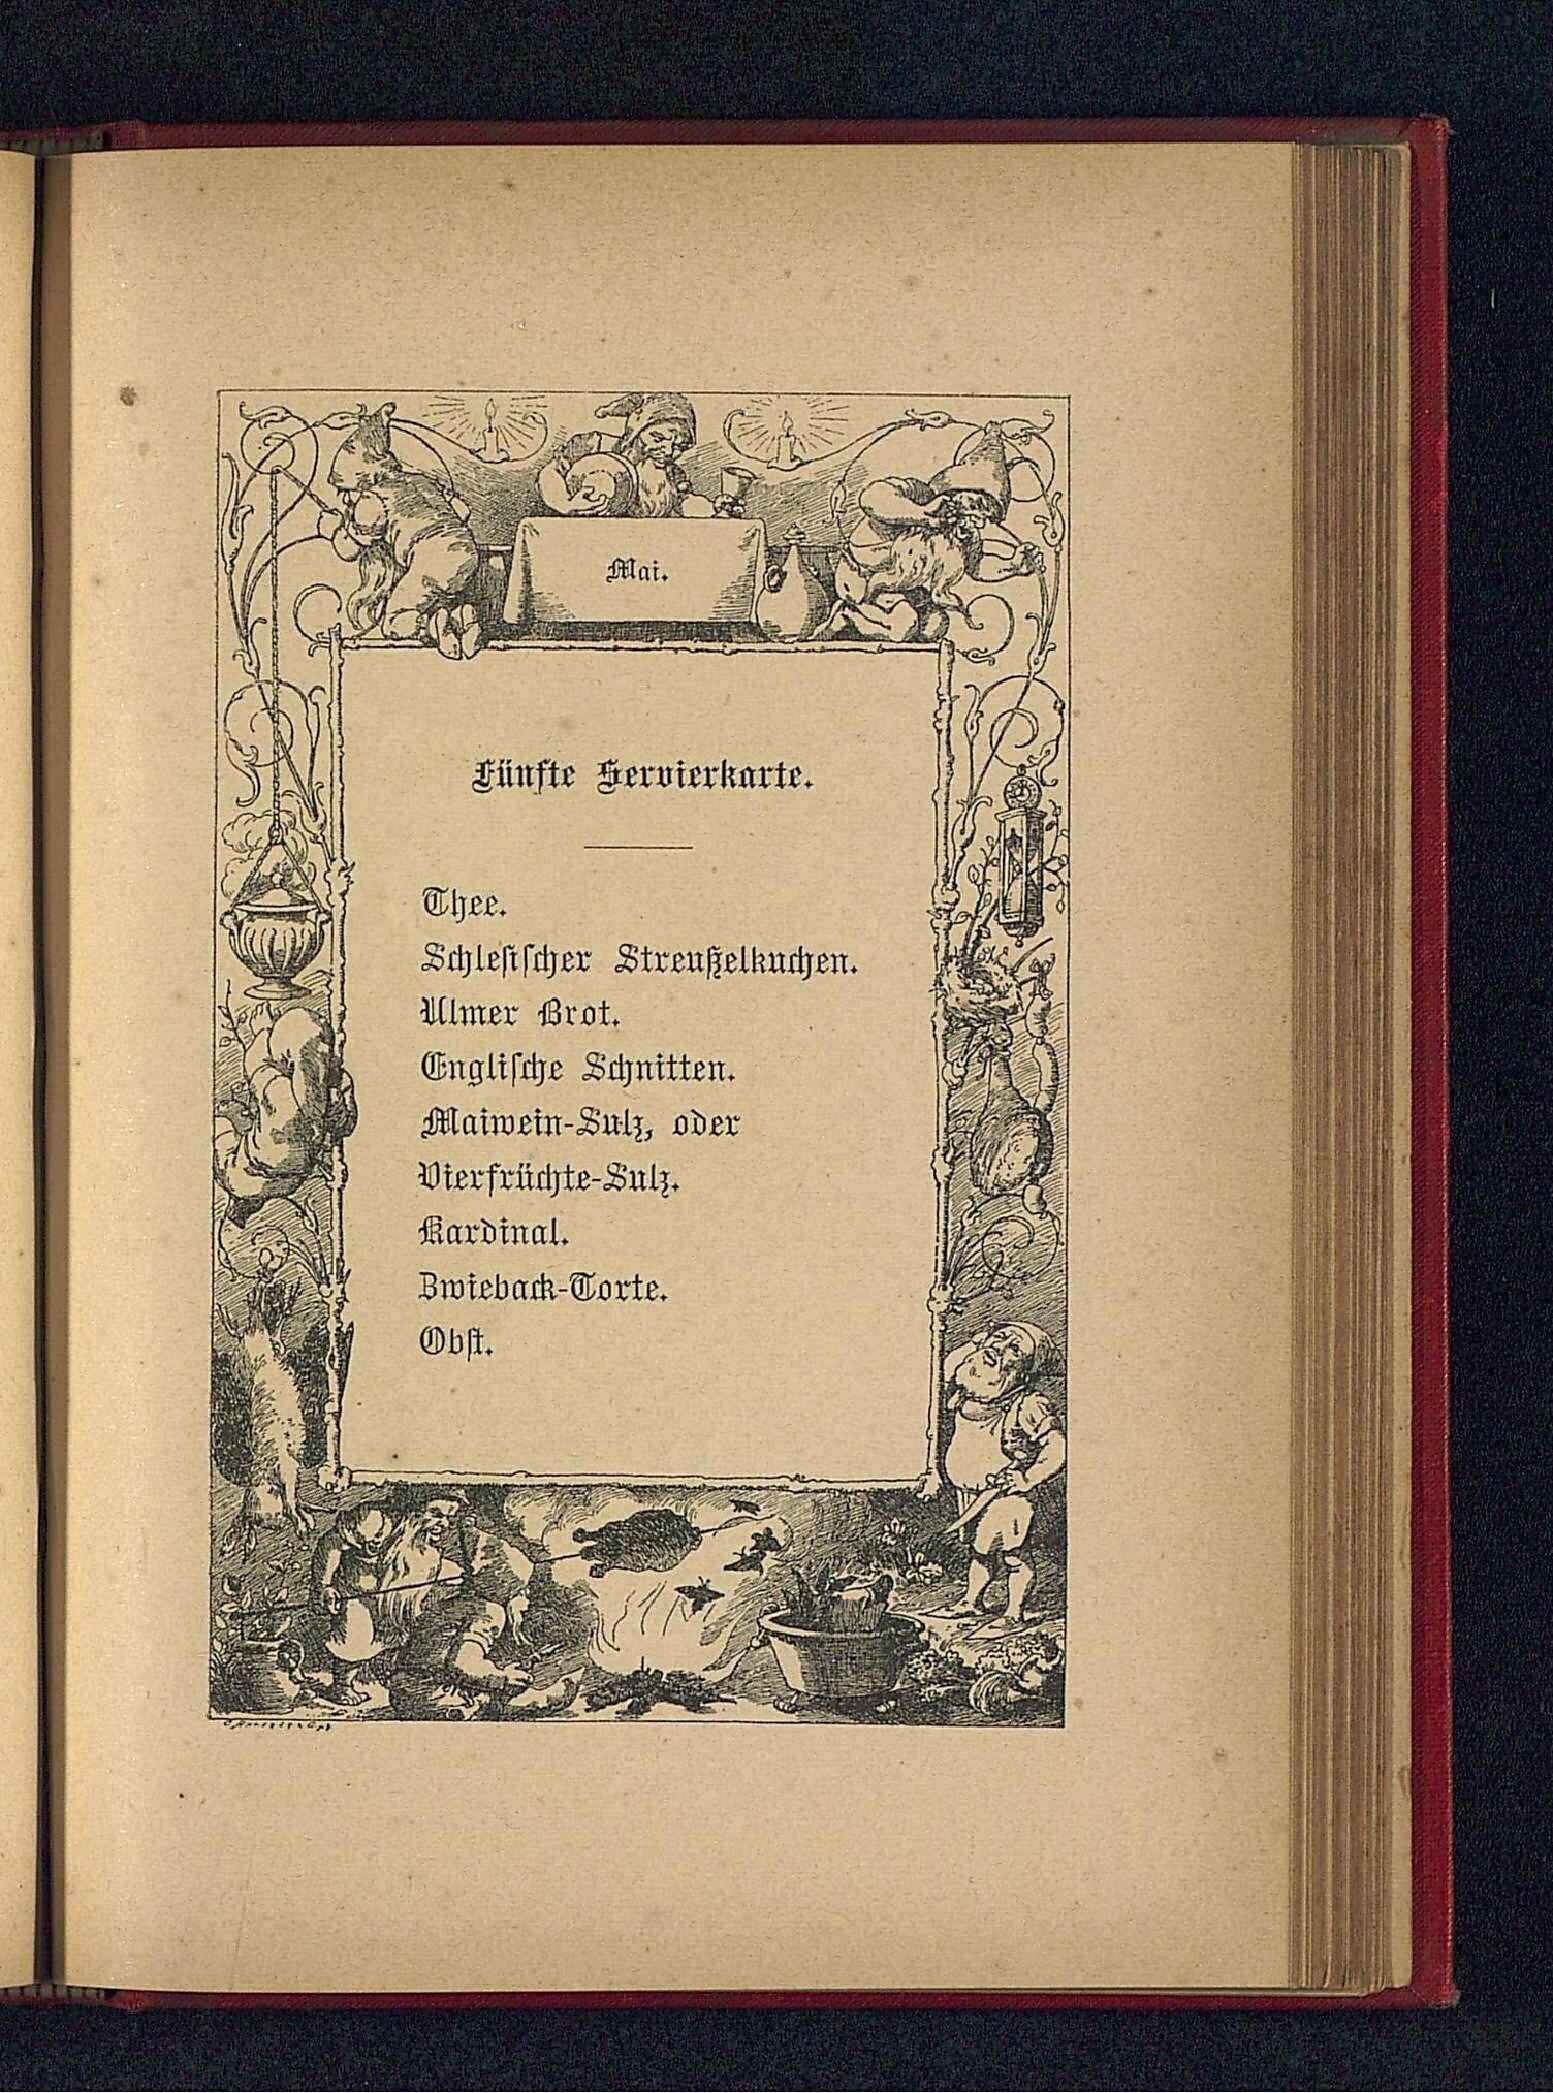 Mai.
Fünfte Servierkarte.
Thee.
Schlesischer Streußelkuchen.
Ulmer Brot.
Englische Schnitten.
Maiwein-Sulz, oder
Vierfrüchte-Sulz.
Kardinal.
Zwieback-Torte.
Obst.